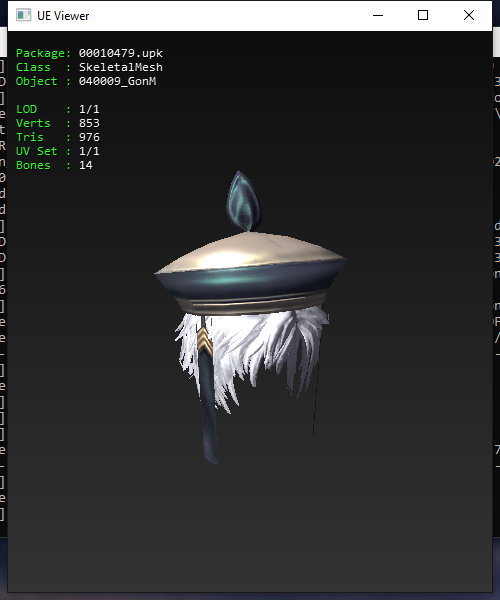 UE Viewer
Package: 00010479.upk
Class : SkeletalMesh
Object : 040009_GonM
LOD : 1/1
Verts : 853
Tris : 976
UV Set : 1/1
Bones : 14